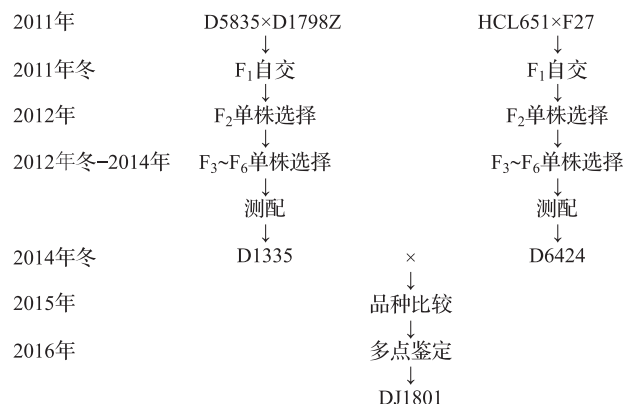 2011年 D5835×D1798Z HCL651×F27
↓ ↓
2011年冬 F₁自交 F₁自交
↓ ↓
2012年 F₂单株选择 F₂单株选择
↓ ↓
2012年冬–2014年 F₃~F₆单株选择 F₃~F₆单株选择
↓ ↓
测配 测配
↓ ↓
2014年冬 D1335 × D6424
↓
2015年 品种比较
↓
2016年 多点鉴定
↓
DJ1801